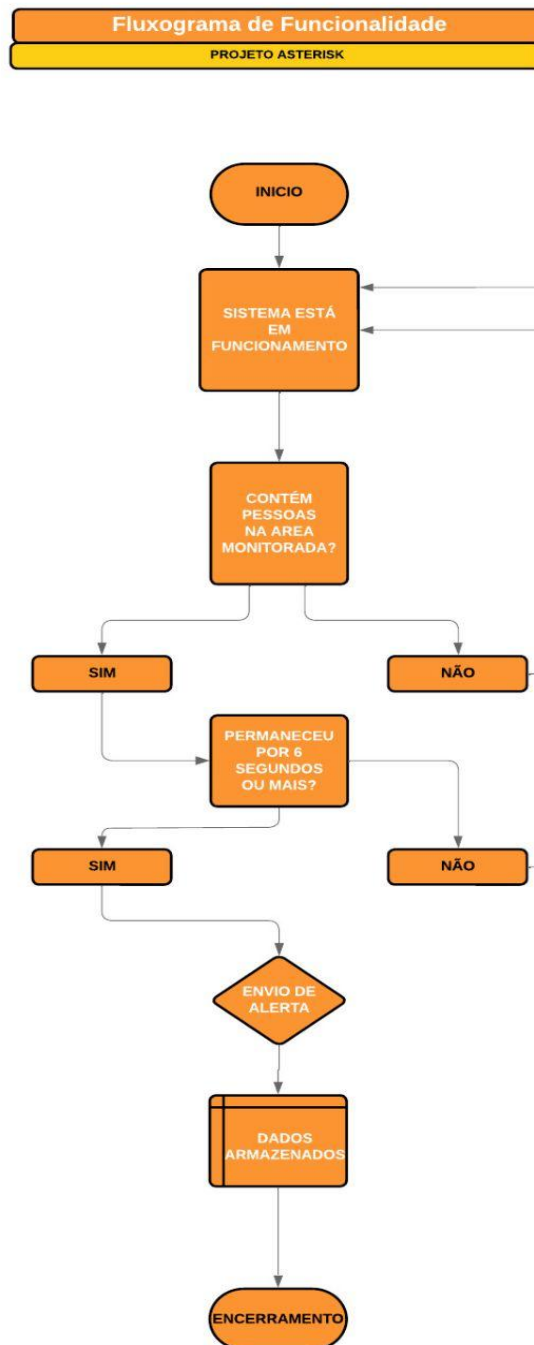 Fluxograma de Funcionalidade
PROJETO ASTERISK
INICIO
SISTEMA ESTÁ
EM
FUNCIONAMENTO
CONTÉM
PESSOAS
NA AREA
MONITORADA?
SIM
NÃO
PERMANECEU
POR 6
SEGUNDOS
OU MAIS?
SIM
NÃO
ENVIO DE
ALERTA
DADOS
ARMAZENADOS
ENCERRAMENTO